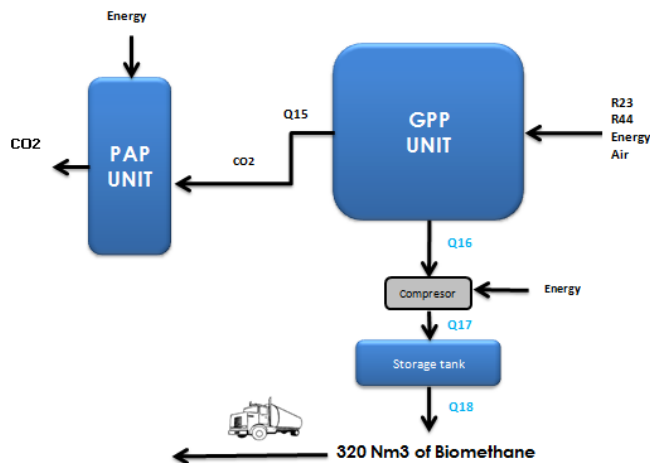 Energy
Q15
GPP
UNIT
R23
R44
Energy
Air
CO2
PAP
UNIT
CO2
Q16
Compresor
Energy
Q17
Storage tank
Q18
320 Nm3 of Biomethane